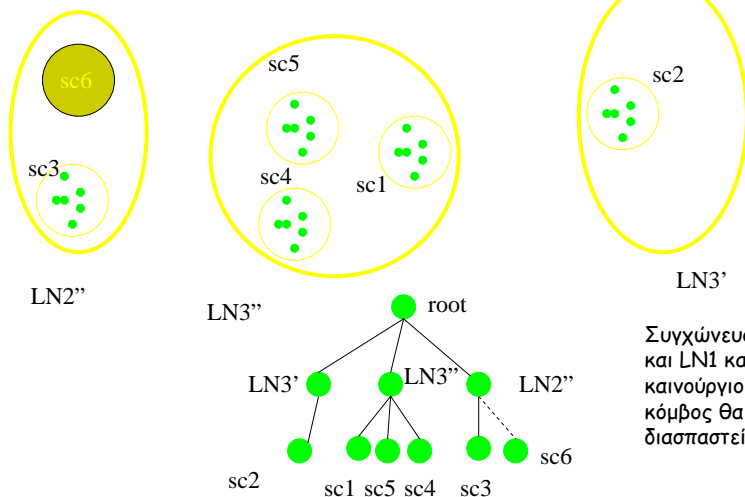 sc6
sc3
LN2”
sc5
sc4
sc1
LN3”
sc2
LN3’
root
LN3’
LN3”
LN2”
sc2
sc1 sc5 sc4
sc3
sc6
και LN1 κα
καινούργιο
κόμβος θα
διασπαστεί